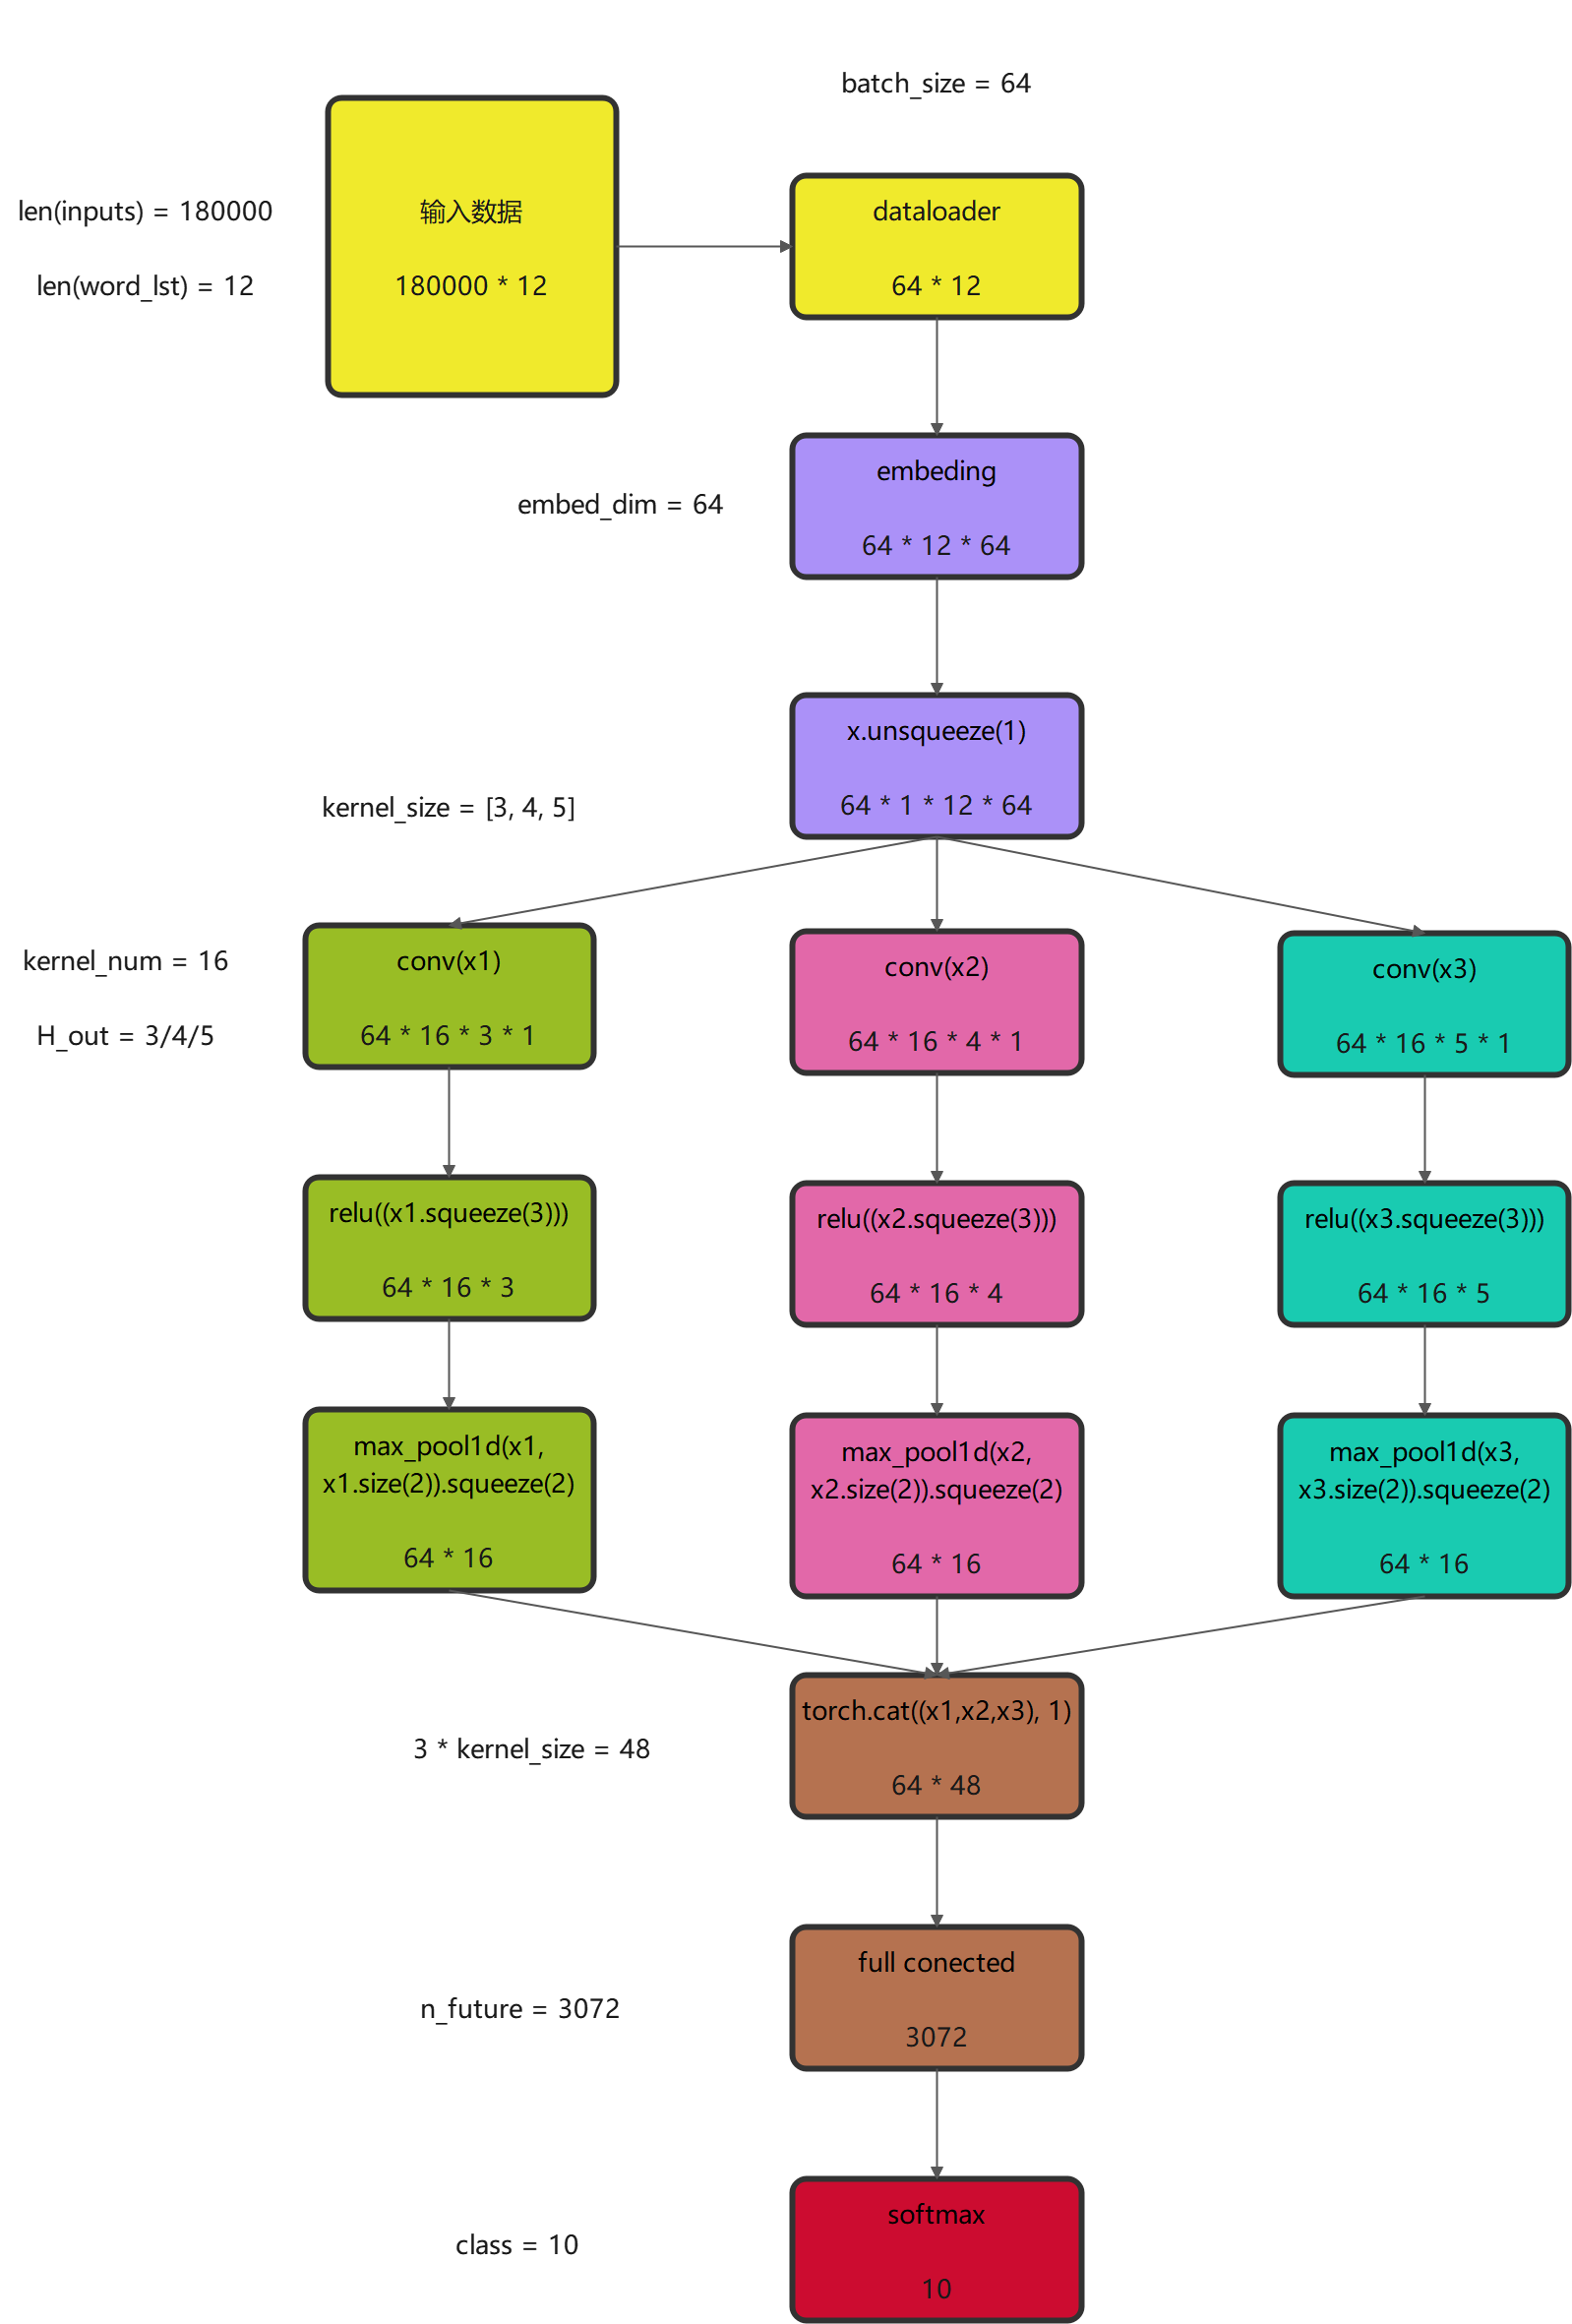 batch_size = 64
len(inputs) = 180000
len(word_lst) = 12
输入数据
180000 * 12
dataloader
64 * 12
embed_dim = 64
embeding
64 * 12 * 64
x.unsqueeze(1)
64 * 1 * 12 * 64
kernel_size = [3, 4, 5]
kernel_num = 16
H_out = 3/4/5
conv(x1)
64 * 16 * 3 * 1
conv(x2)
64 * 16 * 4 * 1
conv(x3)
64 * 16 * 5 * 1
relu((x1.squeeze(3)))
64 * 16 * 3
relu((x2.squeeze(3)))
64 * 16 * 4
relu((x3.squeeze(3)))
64 * 16 * 5
max_pool1d(x1,
x1.size(2)).squeeze(2)
64 * 16
max_pool1d(x2,
x2.size(2)).squeeze(2)
64 * 16
max_pool1d(x3,
x3.size(2)).squeeze(2)
64 * 16
3 * kernel_size = 48
torch.cat((x1,x2,x3), 1)
64 * 48
n_future = 3072
full conected
3072
class = 10
softmax
10